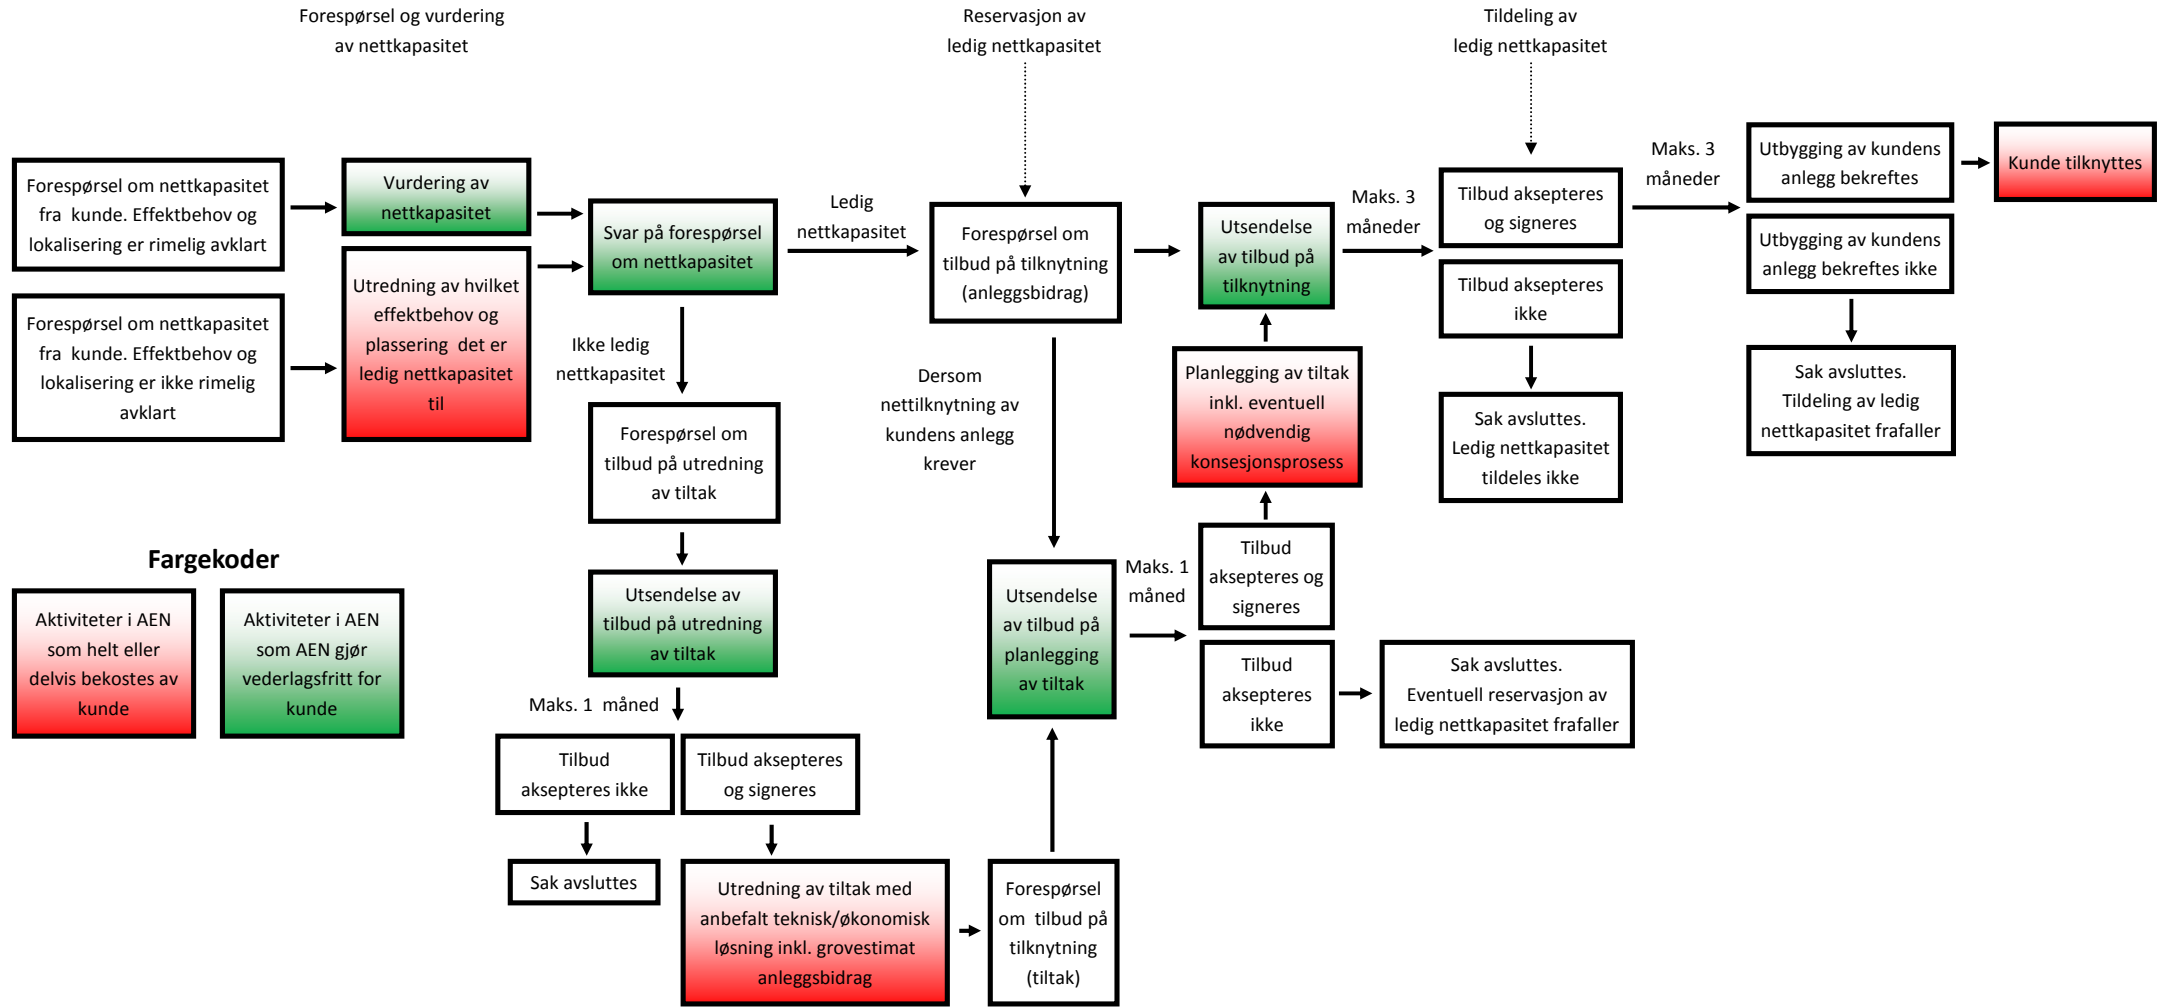 Forespørsel og vurdering
av nettkapasitet
Reservasjon av
ledig nettkapasitet
Tildeling av
ledig nettkapasitet
Forespørsel om nettkapasitet
fra kunde. Effektbehov og
lokalisering er rimelig avklart
Vurdering av
nettkapasitet
Forespørsel om nettkapasitet
fra kunde. Effektbehov og
lokalisering er ikke rimelig
avklart
Utredning av hvilket
effektbehov og
plassering det er
ledig nettkapasitet
til
Svar på forespørsel
om nettkapasitet
Ledig
nettkapasitet
Ikke ledig
nettkapasitet
Forespørsel om
tilbud på tilknytning
(anleggsbidrag)
Utsendelse
av tilbud på
tilknytning
Maks. 3
måneder
Tilbud aksepteres
og signeres
Tilbud aksepteres
ikke
Sak avsluttes.
Ledig nettkapasitet
tildeles ikke
Maks. 3
måneder
Utbygging av kundens
anlegg bekreftes
Kunde tilknyttes
Utbygging av kundens
anlegg bekreftes ikke
Sak avsluttes.
Tildeling av ledig
nettkapasitet frafaller
Dersom
nettilknytning av
kundens anlegg
krever
Planlegging av tiltak
inkl. eventuell
nødvendig
konsesjonsprosess
Forespørsel om
tilbud på utredning
av tiltak
Utsendelse av
tilbud på utredning
av tiltak
Maks. 1 måned
Tilbud
aksepteres ikke
Tilbud aksepteres
og signeres
Sak avsluttes
Utredning av tiltak med
anbefalt teknisk/økonomisk
løsning inkl. grovestimat
anleggsbidrag
Forespørsel
om tilbud på
tilknytning
(tiltak)
Utsendelse
av tilbud på
planlegging
av tiltak
Maks. 1
måned
Tilbud
aksepteres og
signeres
Tilbud
aksepteres
ikke
Sak avsluttes.
Eventuell reservasjon av
ledig nettkapasitet frafaller
Fargekoder
Aktiviteter i AEN
som helt eller
delvis bekostes av
kunde
Aktiviteter i AEN
som AEN gjør
vederlagsfritt for
kunde